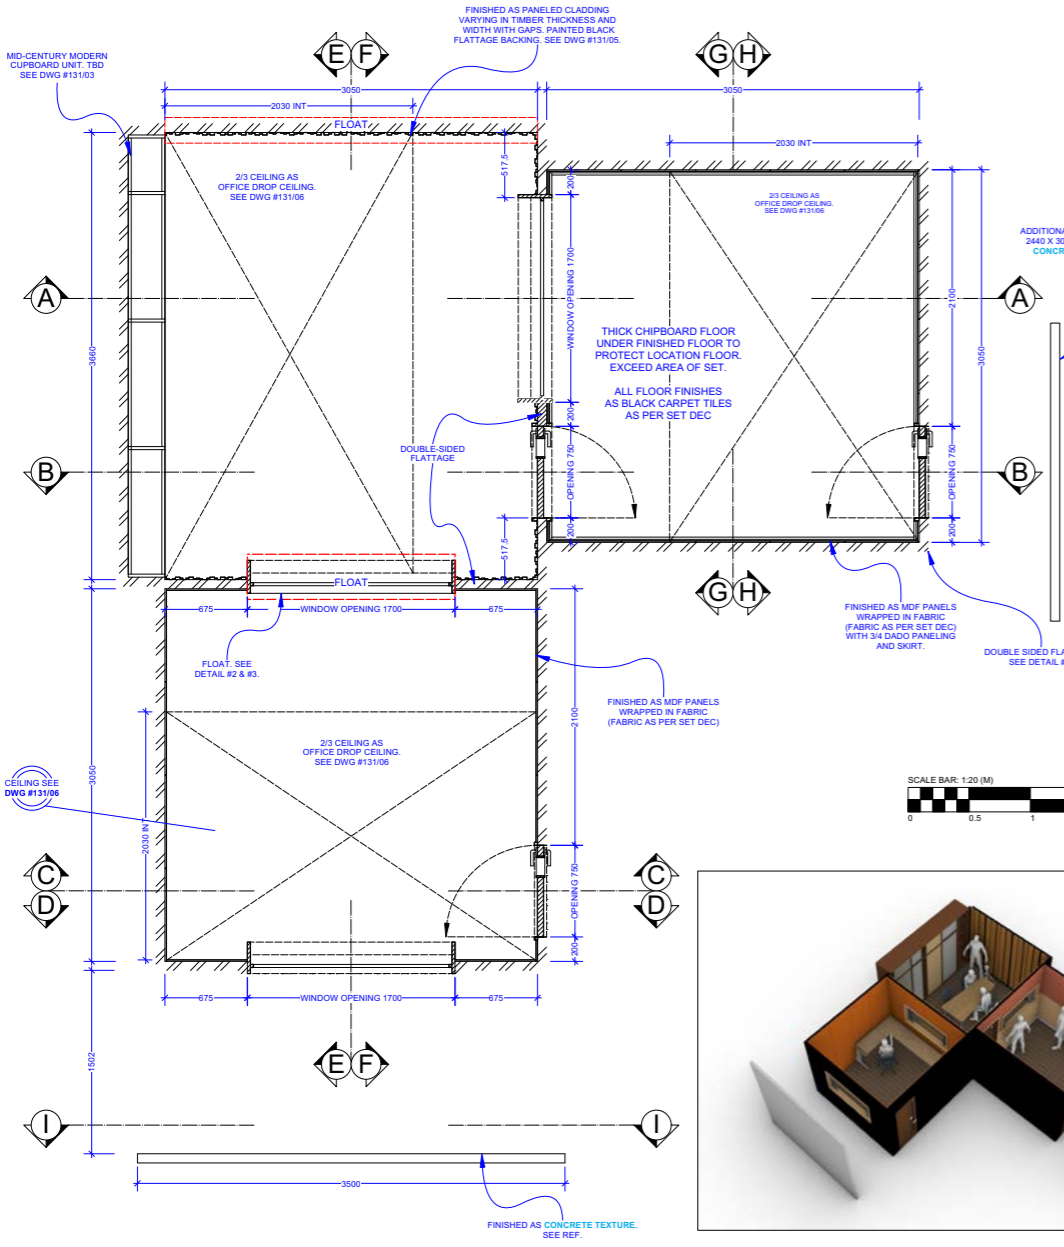 FINISHED AS PANELED CLADDING
VARYING IN TIMBER THICKNESS AND
WIDTH WITH GAPS. PAINTED BLACK
FLATTAGE BACKING. SEE DWG #131/05.
MID-CENTURY MODERN
CUPBOARD UNIT. TBD
SEE DWG #131/03
E F
G H
3050
3050
2030 INT
FLOAT
2030 INT
517.5
200
2/3 CEILING AS
OFFICE DROP CEILING.
SEE DWG #131/06
2/3 CEILING AS
OFFICE DROP CEILING.
SEE DWG #131/06
ADDITIONA
2440 X 30
CONCR
A
A
WINDOW OPENING 1700
2100
3050
3660
THICK CHIPBOARD FLOOR
UNDER FINISHED FLOOR TO
PROTECT LOCATION FLOOR.
EXCEED AREA OF SET.
ALL FLOOR FINISHES
AS BLACK CARPET TILES
AS PER SET DEC
200
DOUBLE-SIDED
FLATTAGE
B
B
OPENING 750
OPENING 750
517.5
200
200
FLOAT
G H
675
WINDOW OPENING 1700
675
FINISHED AS MDF PANELS
WRAPPED IN FABRIC
(FABRIC AS PER SET DEC)
WITH 3/4 DADO PANELING
AND SKIRT.
DOUBLE SIDED FLA
SEE DETAIL #
FLOAT. SEE
DETAIL #2 & #3.
FINISHED AS MDF PANELS
WRAPPED IN FABRIC
(FABRIC AS PER SET DEC)
2100
2/3 CEILING AS
OFFICE DROP CEILING.
SEE DWG #131/06
CEILING SEE
DWG #131/06
3050
2030 INT
SCALE BAR: 1:20 (M)
0 0.5 1
C
D
C
D
OPENING 750
200
675
WINDOW OPENING 1700
675
1502
E F
I
I
3500
FINISHED AS CONCRETE TEXTURE.
SEE REF.